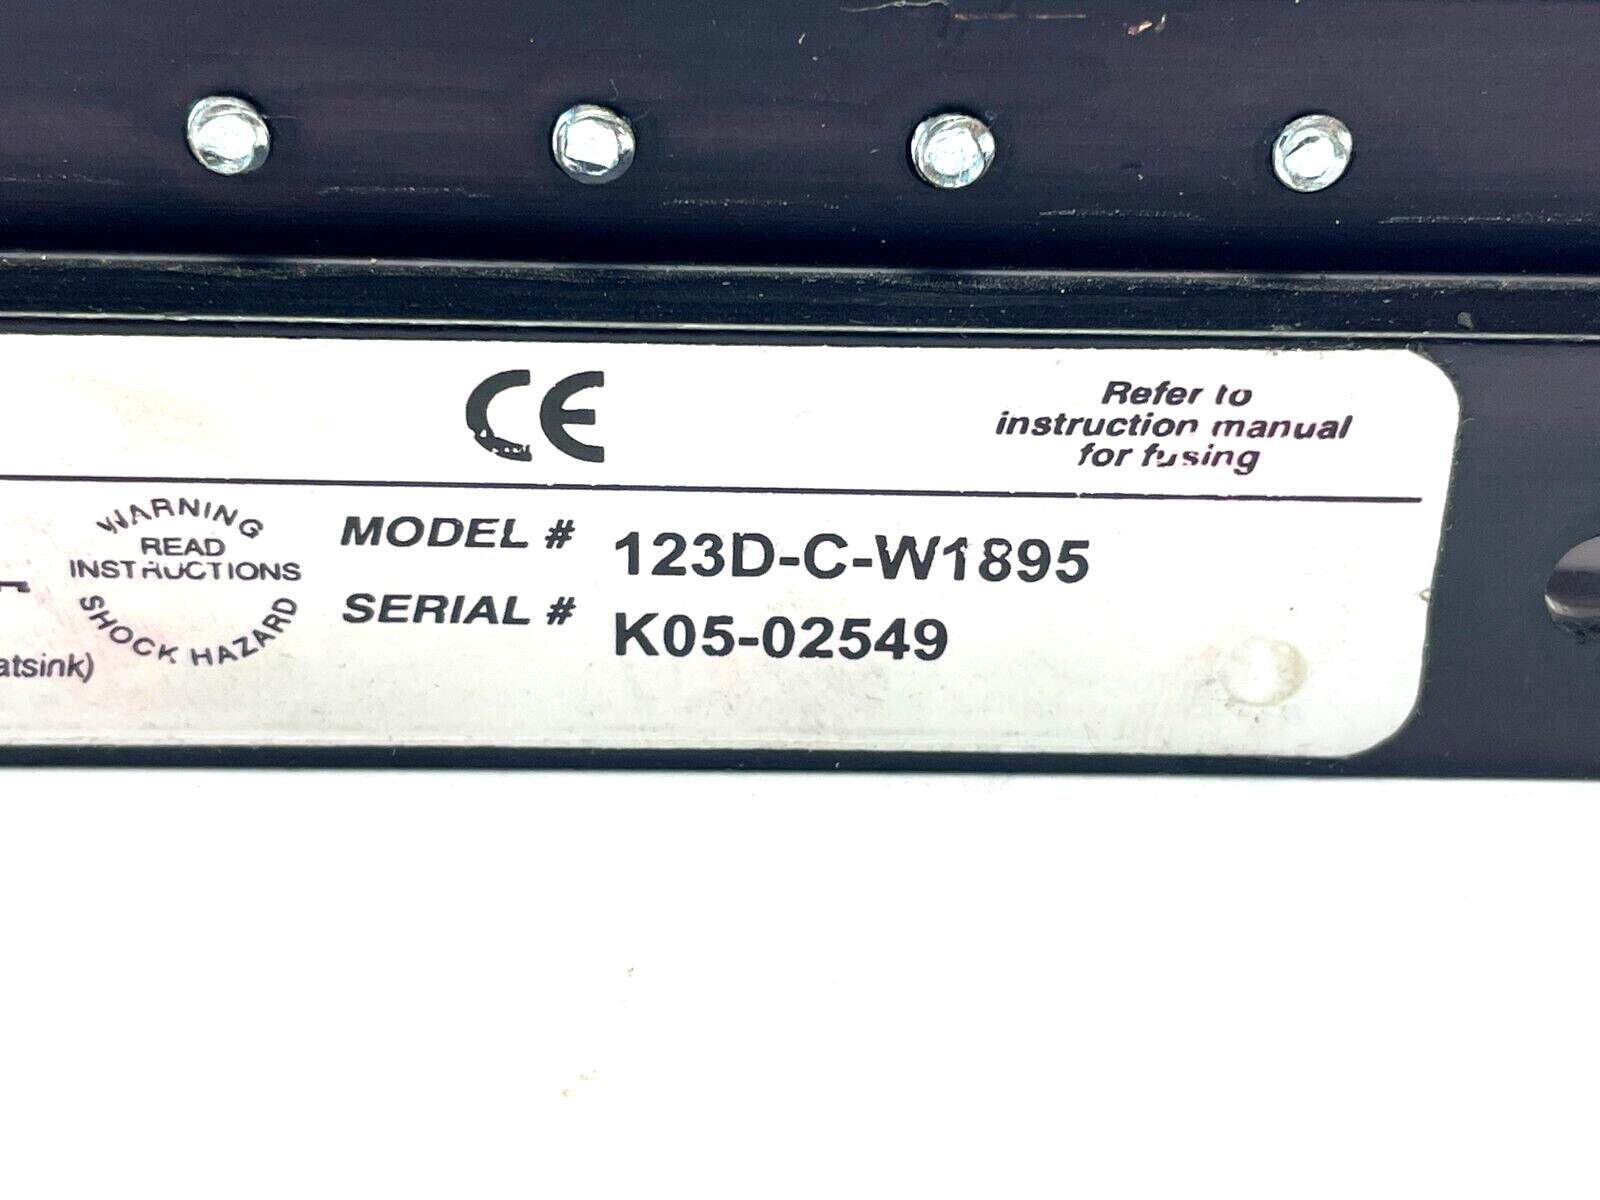 CE
Refer to
instruction manual
for fusing
WARNING
READ
INSTRUCTIONS
SHOCK HAZARD
atsink)
MODEL # 123D-C-W1895
SERIAL # K05-02549